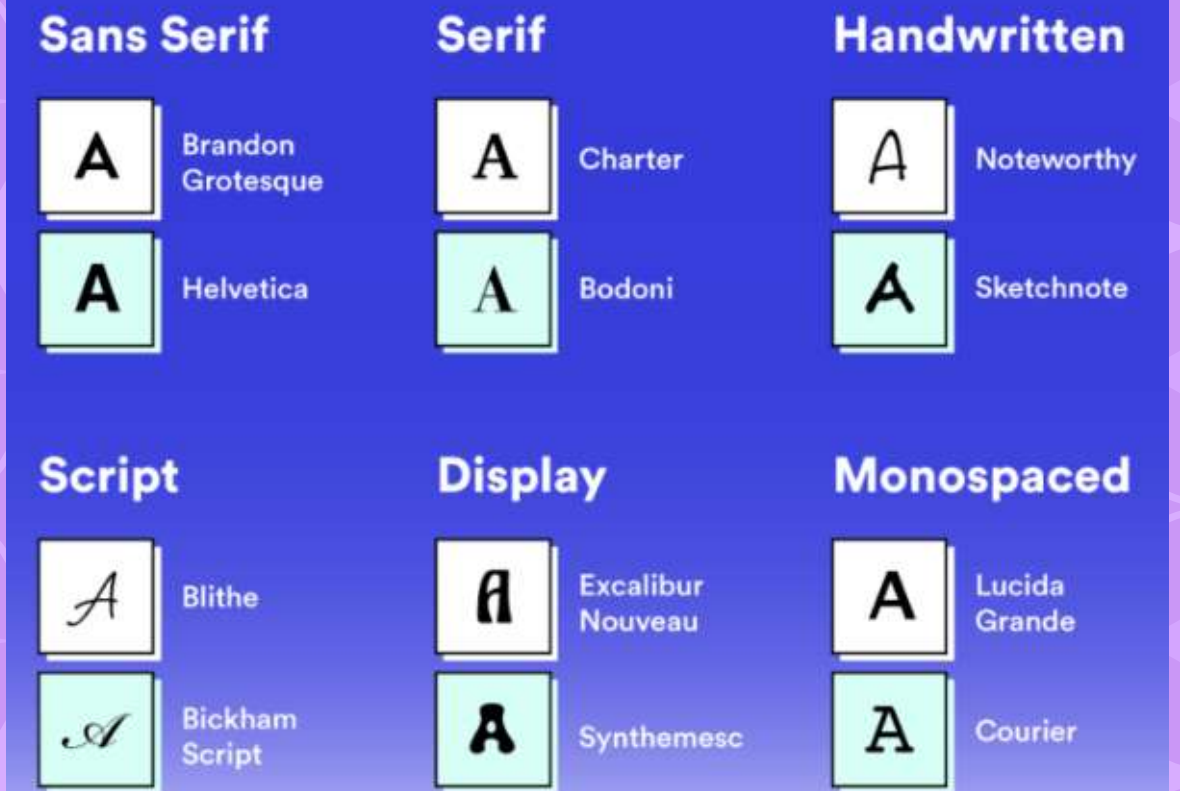 Sans Serif
Serif
Handwritten
A
Brandon
Grotesque
A
Charter
A
Noteworthy
A
Helvetica
A
Bodoni
A
Sketchnote
Script
Display
Monospaced
A
Blithe
A
Excalibur
Nouveau
A
Lucida
Grande
A
Bickham
Script
A
Synthemesc
A
Courier